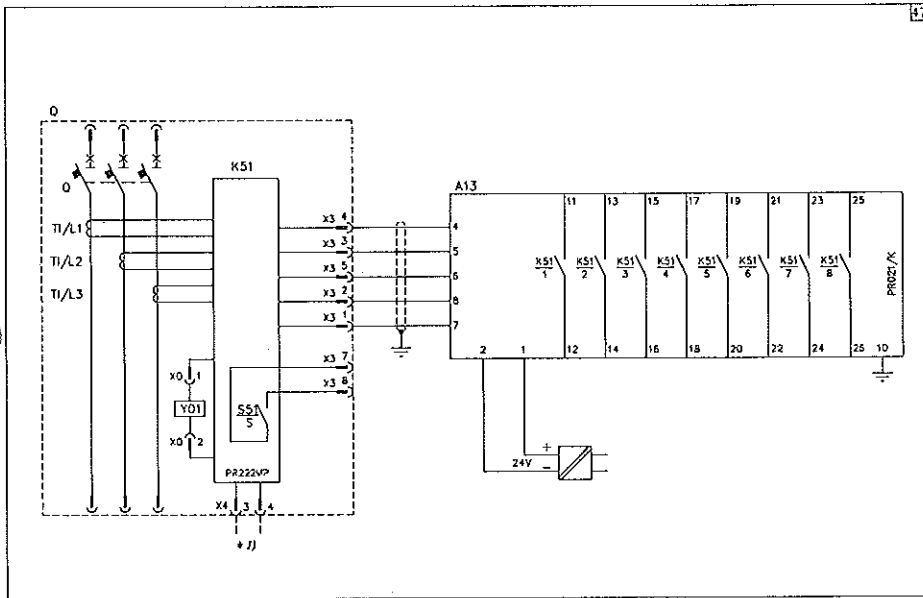 47
Q
K51
A13
11 13 15 17 19 21 23 25
Q
TI/L1
X3 4
4
X3 3
5
TI/L2
K51 K51 K51 K51 K51 K51 K51 K51
1 2 3 4 5 6 7 8
X3 5
6
TI/L3
X3 2
8
X3 1
7
PR021/K
2 1 12 14 16 18 20 22 24 26 10
X3 7
X0 1
X3 8
Y01
S51
S
X0 2
24V + −
PR222MP
X4 3 4